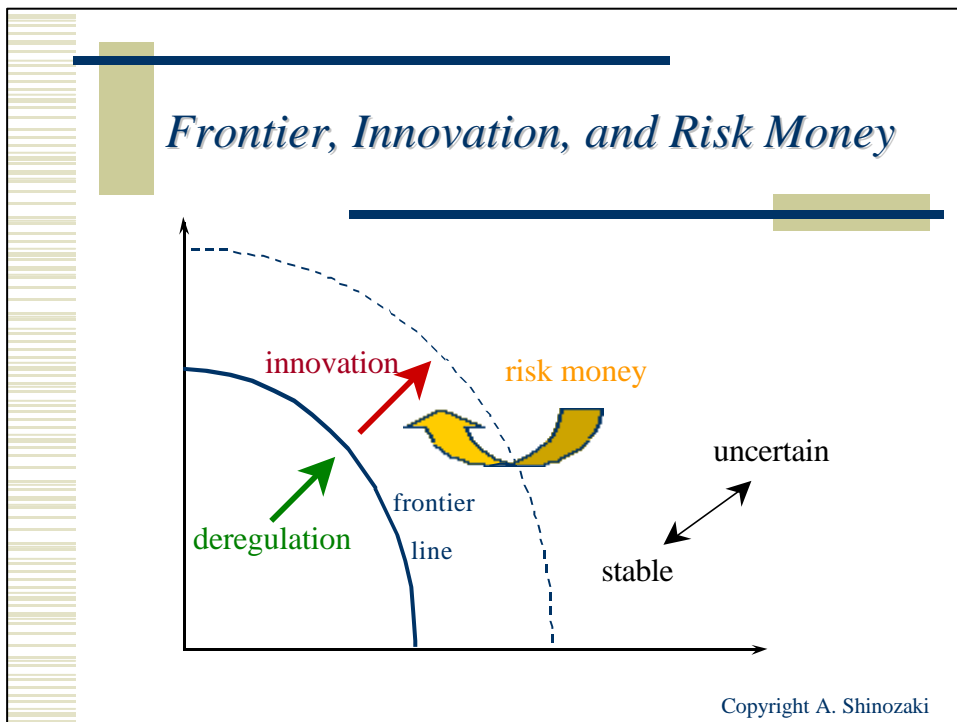 Frontier, Innovation, and Risk Money
innovation
risk money
uncertain
frontier
deregulation
line
stable
Copyright A. Shinozaki